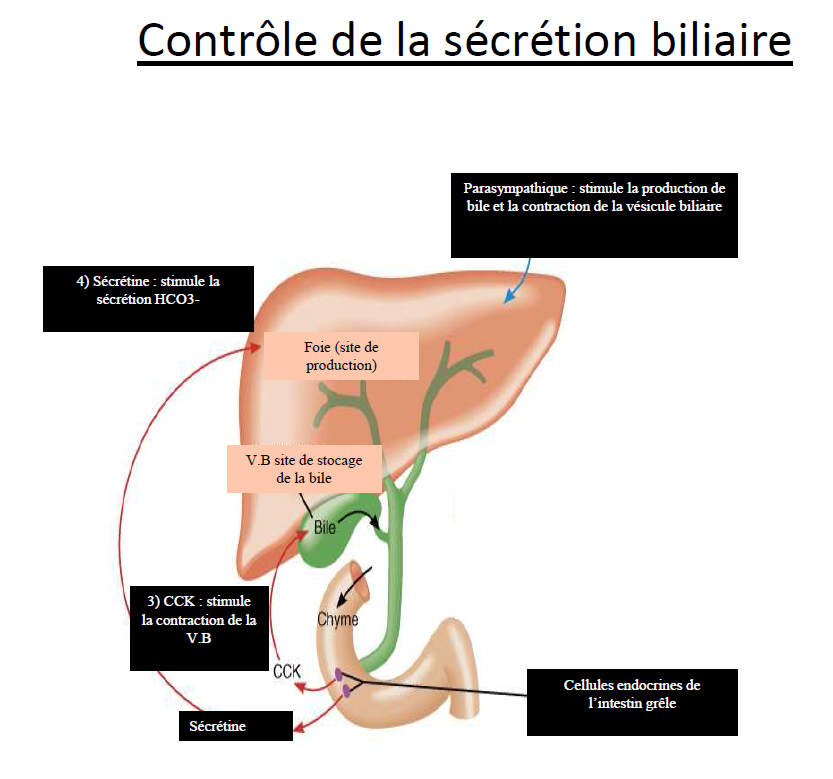 Contrôle de la sécrétion biliaire
Parasympathique : stimule la production de
bile et la contraction de la vésicule biliaire
4) Sécrétine : stimule la
sécrétion HCO3-
Foie (site de
production)
V.B site de stocage
de la bile
Bile
3) CCK : stimule
la contraction de la
V.B
Chyme
CCK
Cellules endocrines de
l’intestin grêle
Sécrétine